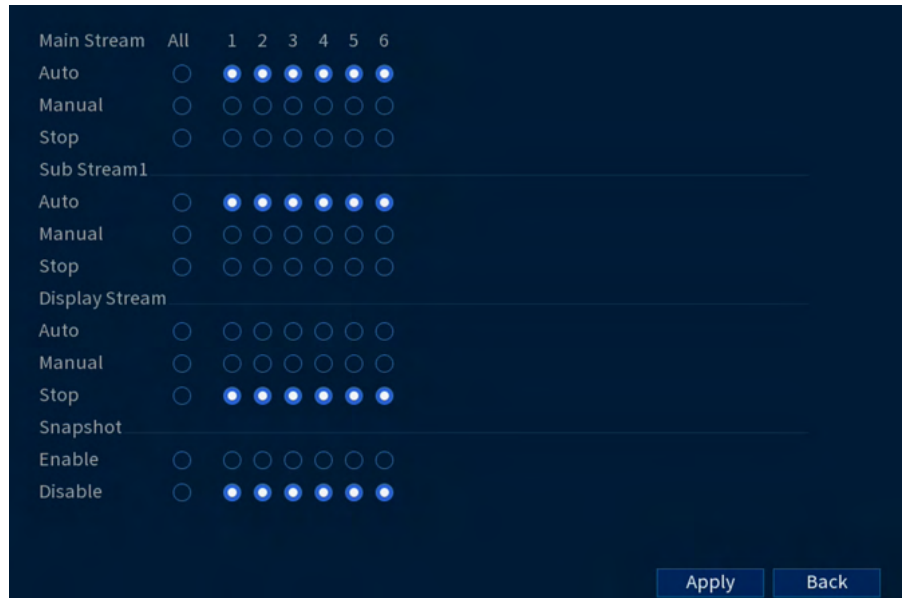 Main Stream All 1 2 3 4 5 6
Auto
Manual
Stop
Sub Stream1
Auto
Manual
Stop
Display Stream
Auto
Manual
Stop
Snapshot
Enable
Disable
Apply Back